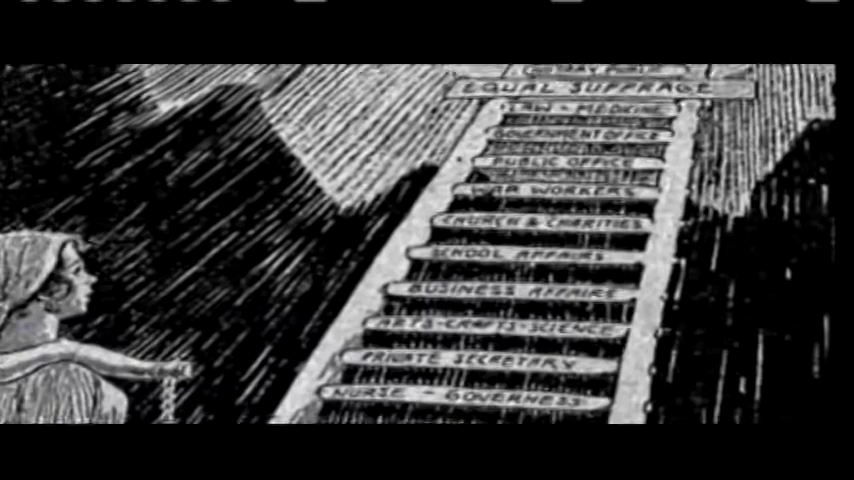 EQUAL SUFFRAGE
LAW - MEDICINE
GOVERNMENT OFFICE
PUBLIC OFFICE
WAR WORKERS
CHURCH & CHARITIES
SCHOOL AFFAIRS
BUSINESS AFFAIRS
ARTS-CRAFTS-SCIENCE
PRIVATE SECRETARY
NURSE - GOVERNESS